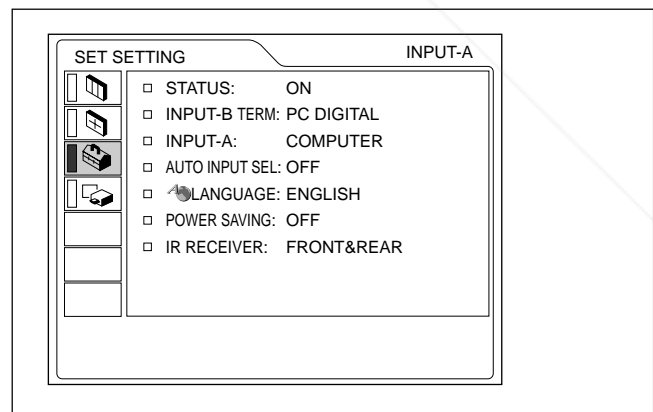 SET SETTING INPUT-A
STATUS: ON
INPUT-B TERM: PC DIGITAL
INPUT-A: COMPUTER
AUTO INPUT SEL: OFF
A LANGUAGE: ENGLISH
POWER SAVING: OFF
IR RECEIVER: FRONT&REAR